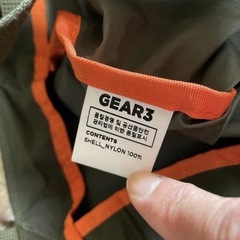 GEAR3
품질경영 및 공산품안전
관리법에 의한 품질표시
CONTENTS
SHELL_NYLON 100%